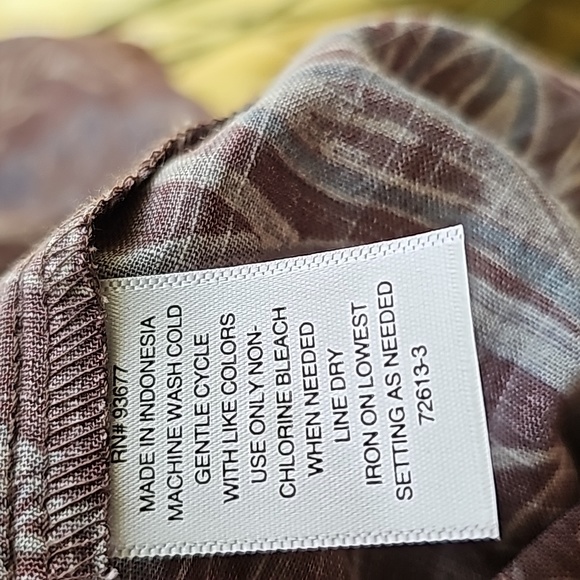 RN# 93677
MADE IN INDONESIA
MACHINE WASH COLD
GENTLE CYCLE
WITH LIKE COLORS
USE ONLY NON-
CHLORINE BLEACH
WHEN NEEDED
LINE DRY
IRON ON LOWEST
SETTING AS NEEDED
72613-3